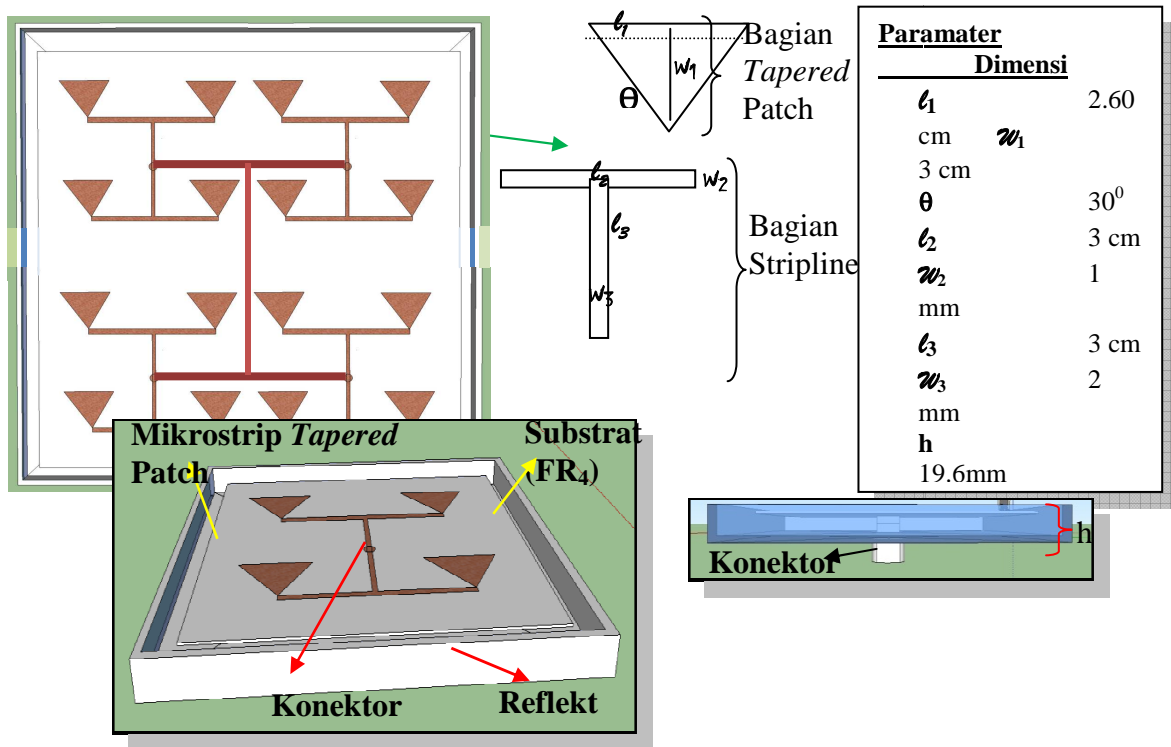 l1
W1
θ
Bagian
Tapered
Patch
l2
W2
l3
W3
Bagian
Stripline
Paramater
Dimensi
l1 2.60
cm W1
3 cm
θ 30⁰
l2 3 cm
W2 1
mm
l3 3 cm
W3 2
mm
h
19.6mm
Mikrostrip Tapered
Patch
Substrat
(FR4)
Konektor
Reflekt
Konektor
h